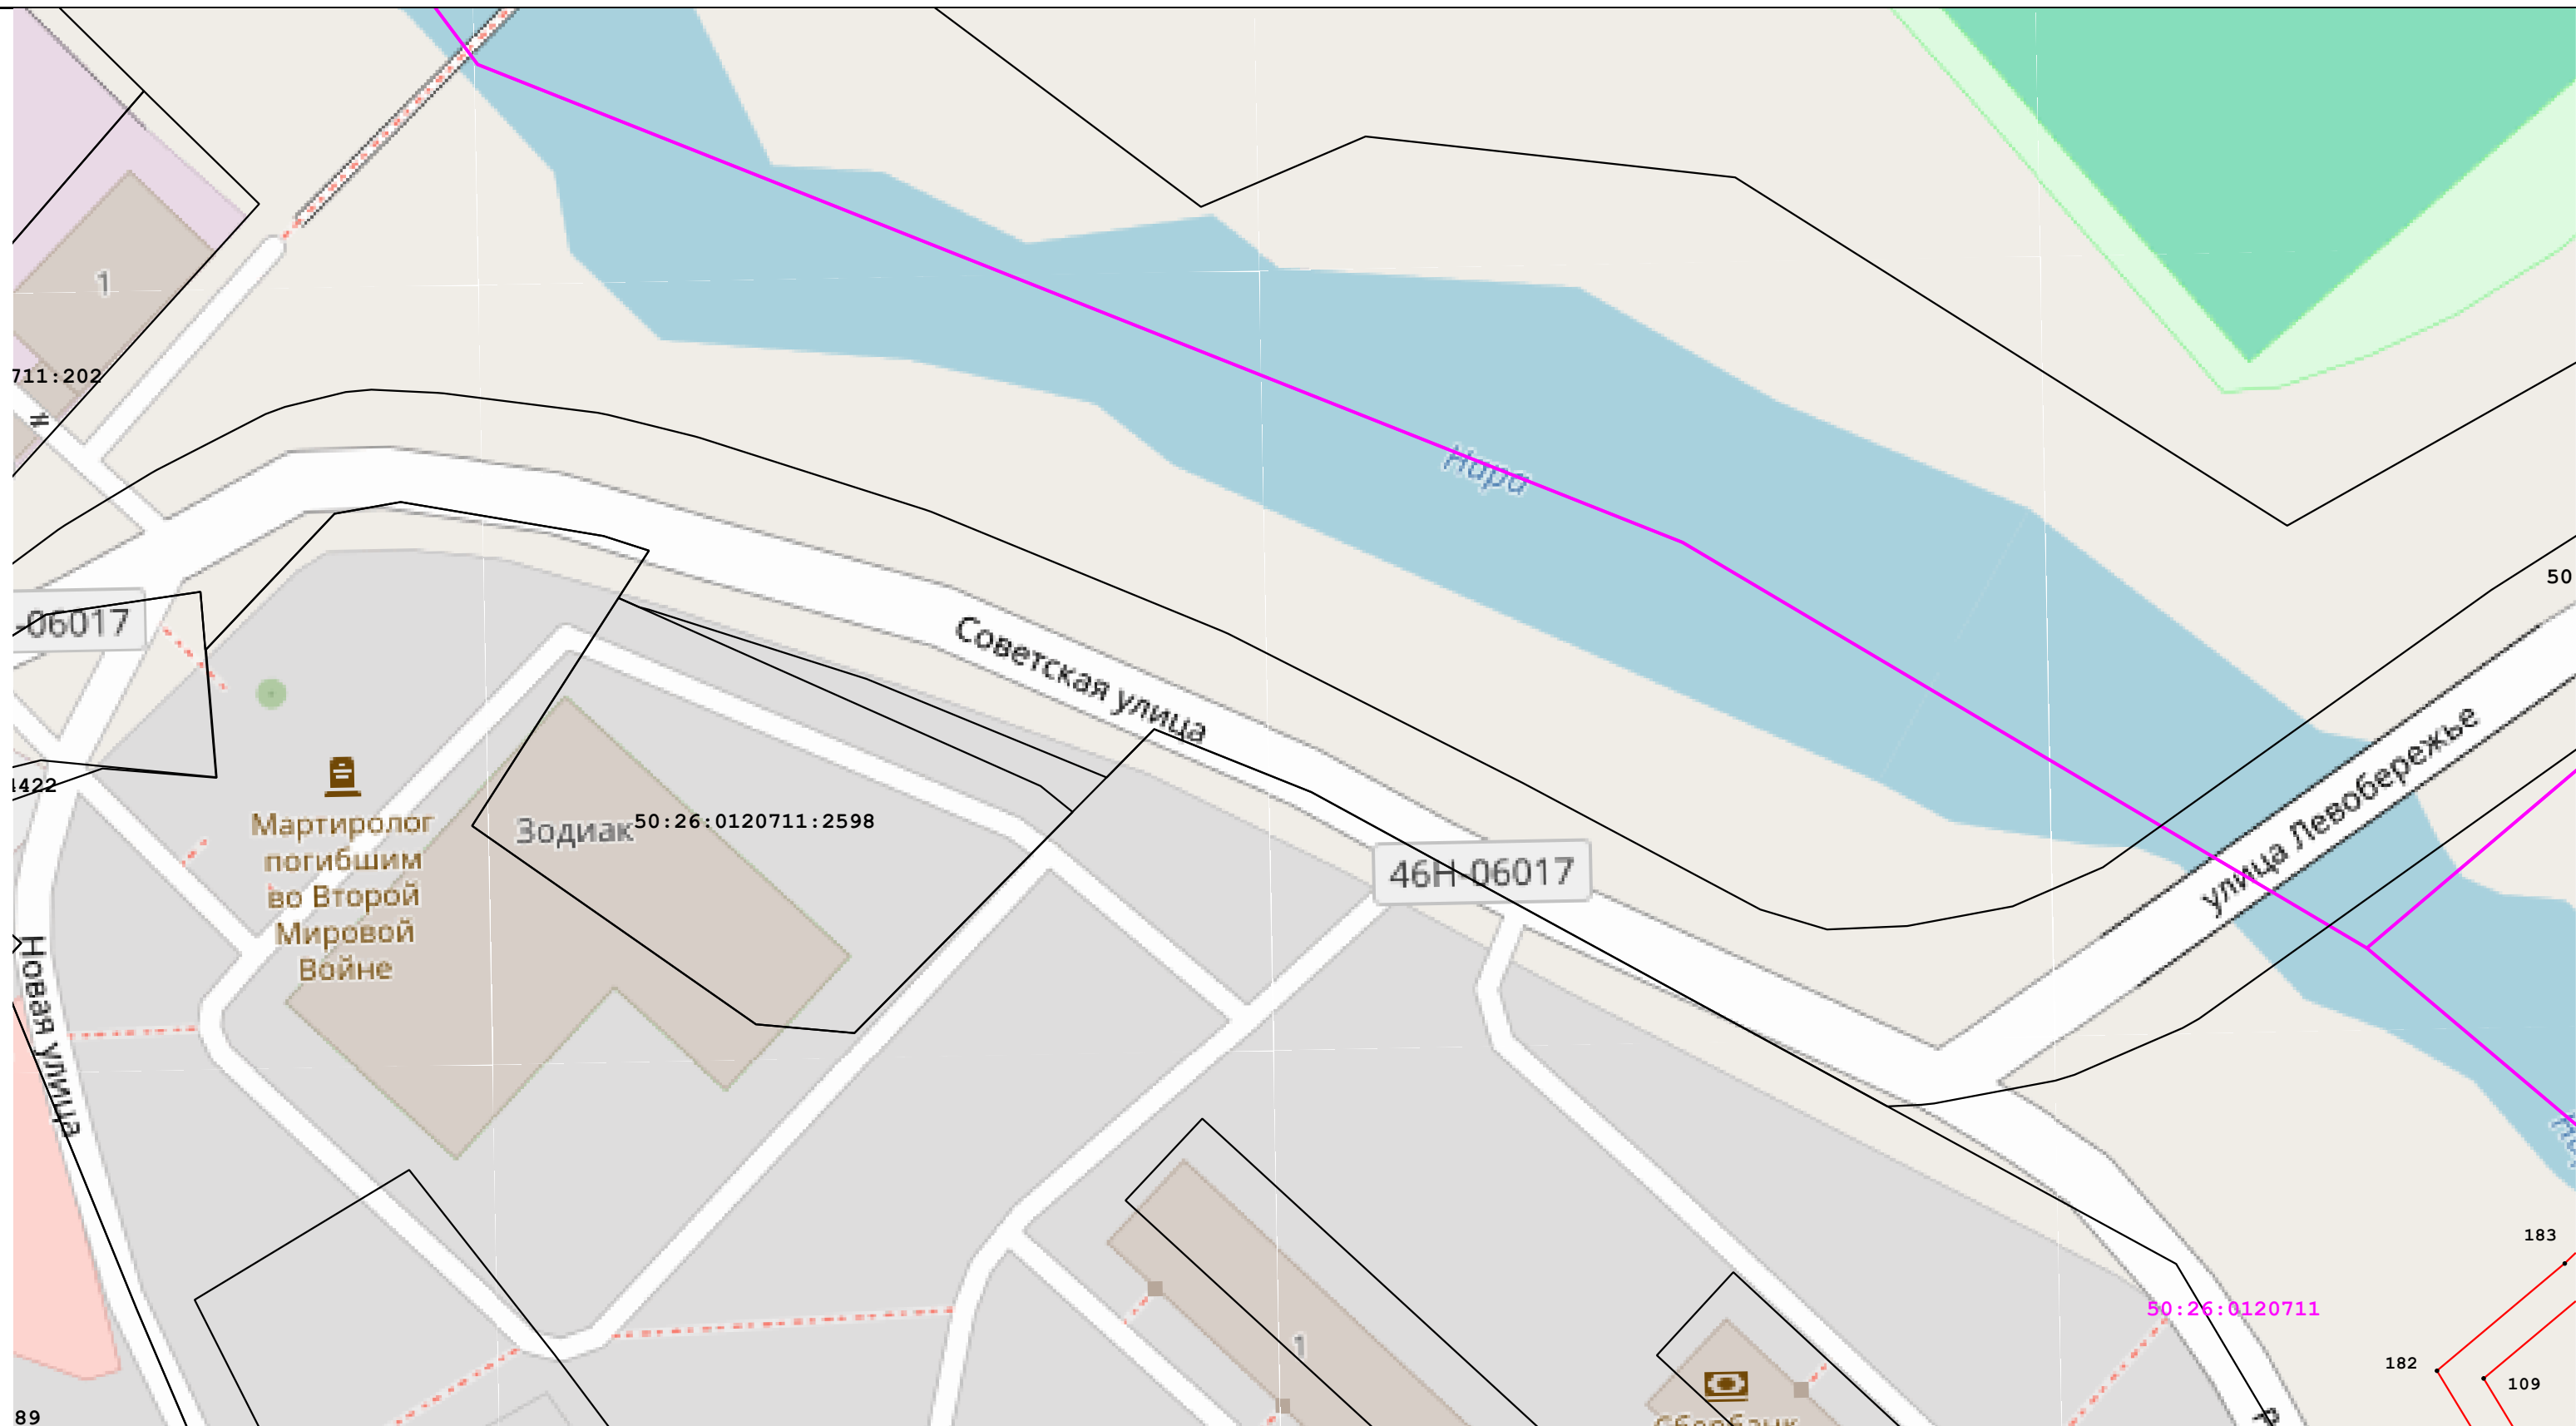 1
711:202
Нара
50
-06017
Советская улица
улица Левобережье
1422
Мартиролог
погибшим
во Второй
Мировой
Войне
Зодиак
50:26:0120711:2598
46Н-06017
Новая улица
183
50:26:0120711
1
182
109
Сбербанк
89